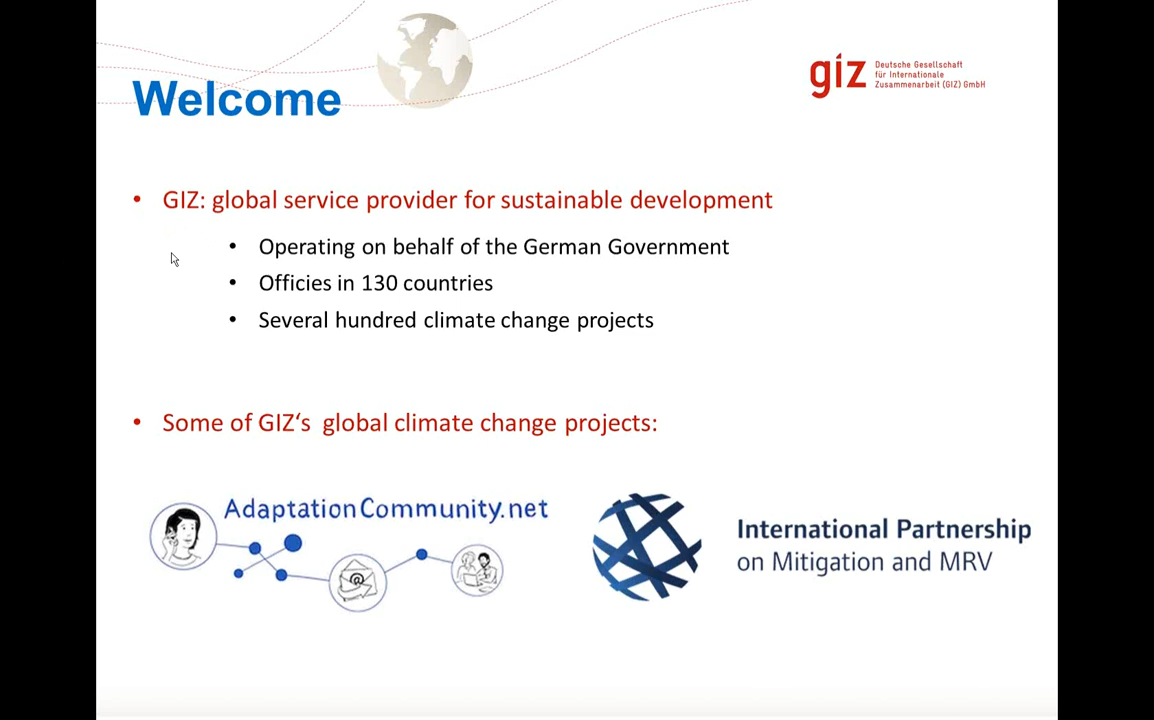 Welcome
giz Deutsche Gesellschaft
für Internationale
Zusammenarbeit (GIZ) GmbH
• GIZ: global service provider for sustainable development
• Operating on behalf of the German Government
• Officies in 130 countries
• Several hundred climate change projects
• Some of GIZ‘s global climate change projects:
AdaptationCommunity.net
@
International Partnership
on Mitigation and MRV